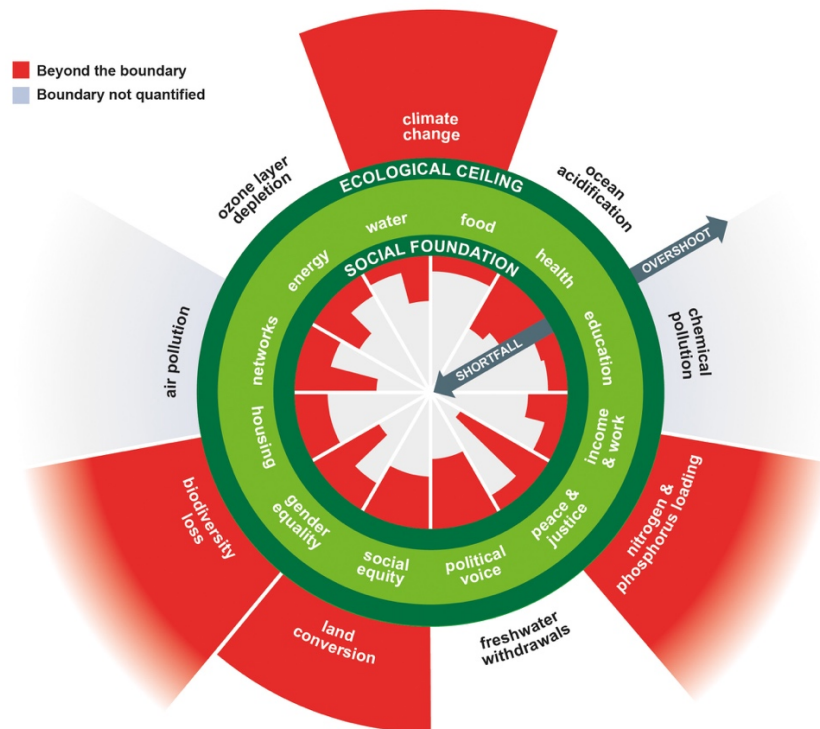 Beyond the boundary
Boundary not quantified
climate
change
ozone layer
depletion
ocean
acidification
ECOLOGICAL CEILING
OVERSHOOT
water
food
energy
health
SOCIAL FOUNDATION
SHORTFALL
networks
education
air pollution
chemical
pollution
housing
income
& work
gender
equality
peace &
justice
social
equity
political
voice
biodiversity
loss
nitrogen &
phosphorus loading
land
conversion
freshwater
withdrawals